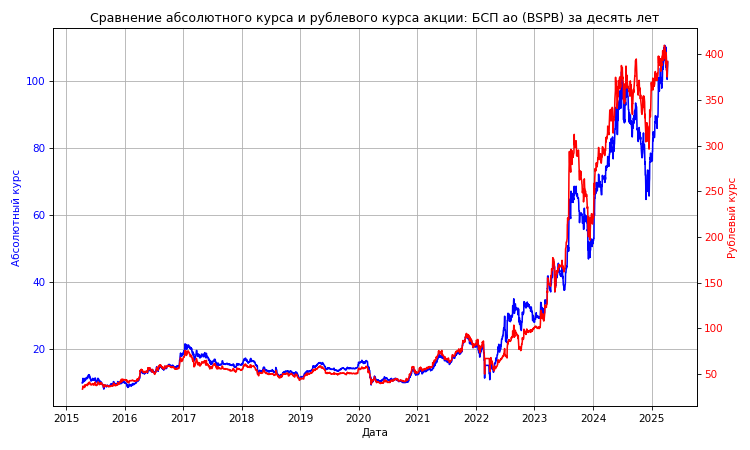 Сравнение абсолютного курса и рублевого курса акции: БСП ао (BSPB) за десять лет
Абсолютный курс
100
80
60
40
20
400
350
300
250
200
150
100
50
Рублевый курс
2015 2016 2017 2018 2019 2020 2021 2022 2023 2024 2025
Дата